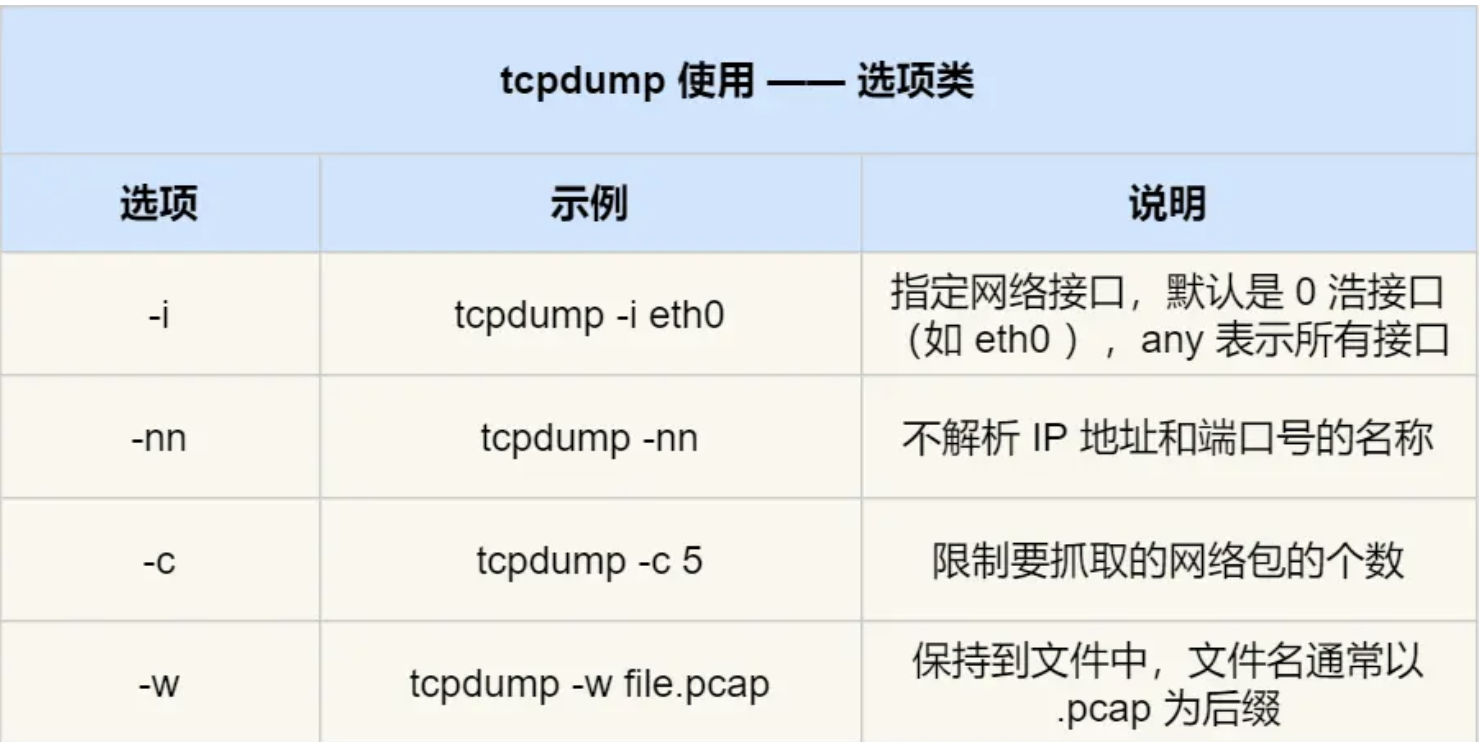 tcpdump 使用 —— 选项类
选项 示例 说明
-i tcpdump -i eth0 指定网络接口，默认是 0 浩接口
（如 eth0 ），any 表示所有接口
-nn tcpdump -nn 不解析 IP 地址和端口号的名称
-c tcpdump -c 5 限制要抓取的网络包的个数
-w tcpdump -w file.pcap 保持到文件中，文件名通常以
.pcap 为后缀